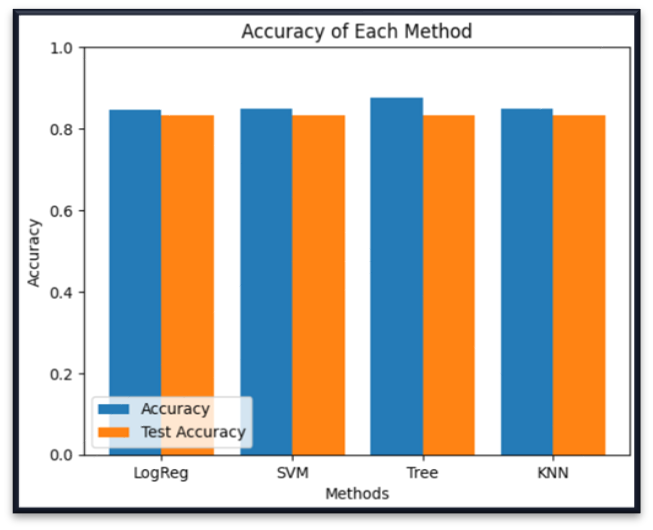 Accuracy of Each Method
1.0
0.8
0.6
0.4
0.2
0.0
Accuracy
Accuracy
Test Accuracy
LogReg SVM Tree KNN
Methods